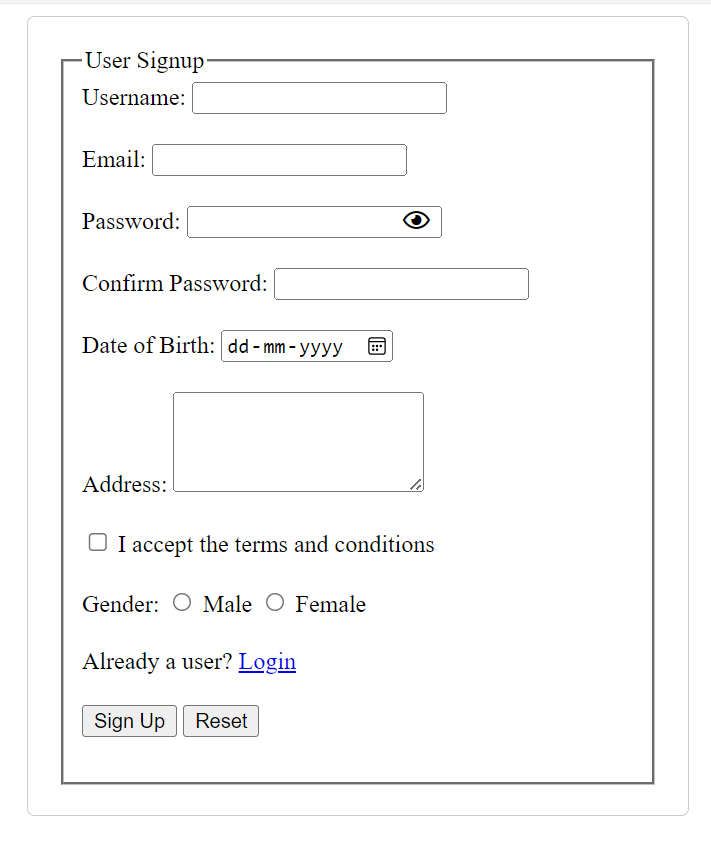 User Signup
Username:
Email:
Password:
Confirm Password:
Date of Birth: dd-mm-yyyy
Address:
I accept the terms and conditions
Gender: Male Female
Already a user? Login
Sign Up Reset